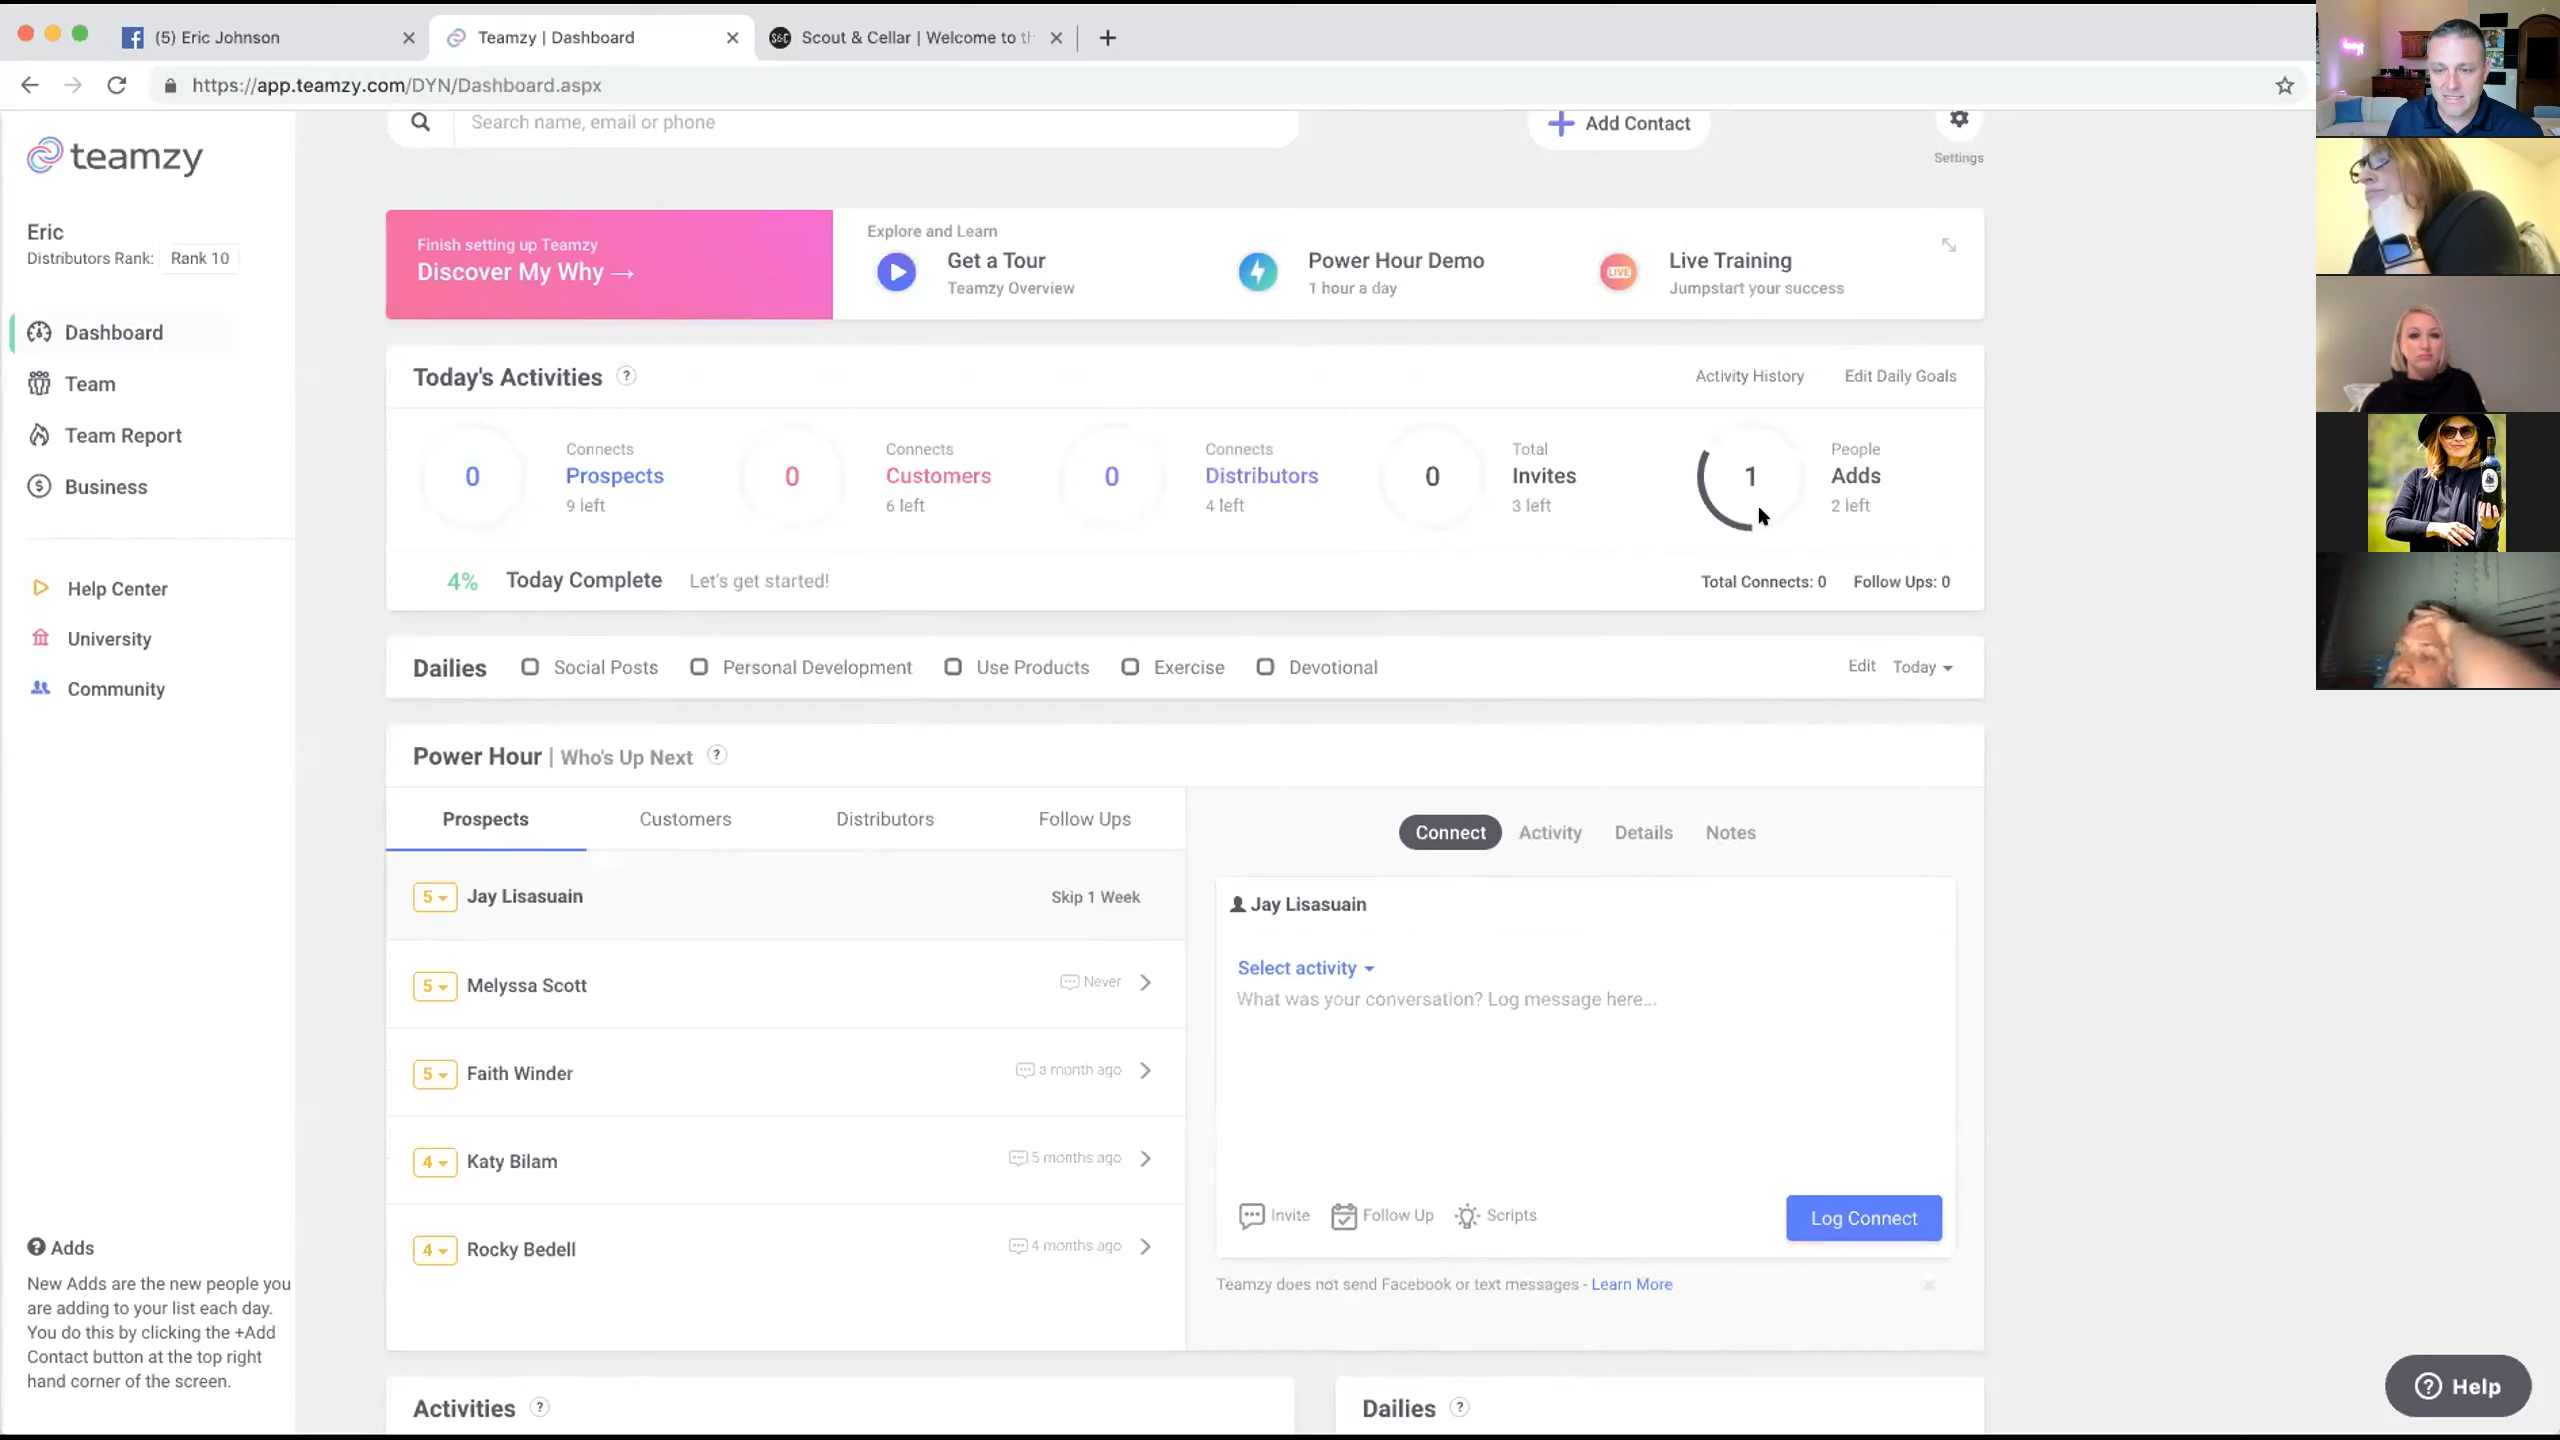 (5) Eric Johnson
Teamzy | Dashboard
S&C
Scout & Cellar | Welcome to th
https://app.teamzy.com/DYN/Dashboard.aspx
teamzy
Search name, email or phone
Add Contact
Settings
Eric
Distributors Rank: Rank 10
Dashboard
Team
Team Report
Business
Help Center
University
Community
Adds
New Adds are the new people you
are adding to your list each day.
You do this by clicking the +Add
Contact button at the top right
hand corner of the screen.
Finish setting up Teamzy
Discover My Why →
Explore and Learn
Get a Tour
Teamzy Overview
Power Hour Demo
1 hour a day
LIVE
Live Training
Jumpstart your success
Today's Activities ?
Activity History
Edit Daily Goals
0
Connects
Prospects
9 left
0
Connects
Customers
6 left
0
Connects
Distributors
4 left
0
Total
Invites
3 left
1
People
Adds
2 left
4% Today Complete Let's get started!
Total Connects: 0 Follow Ups: 0
Dailies Social Posts Personal Development Use Products Exercise Devotional Edit Today
Power Hour | Who's Up Next ?
Prospects Customers Distributors Follow Ups
5 Jay Lisasuain Skip 1 Week
5 Melyssa Scott Never
5 Faith Winder a month ago
4 Katy Bilam 5 months ago
4 Rocky Bedell 4 months ago
Connect Activity Details Notes
Jay Lisasuain
Select activity
What was your conversation? Log message here...
Invite Follow Up Scripts
Log Connect
Teamzy does not send Facebook or text messages - Learn More
Activities ?
Dailies ?
? Help